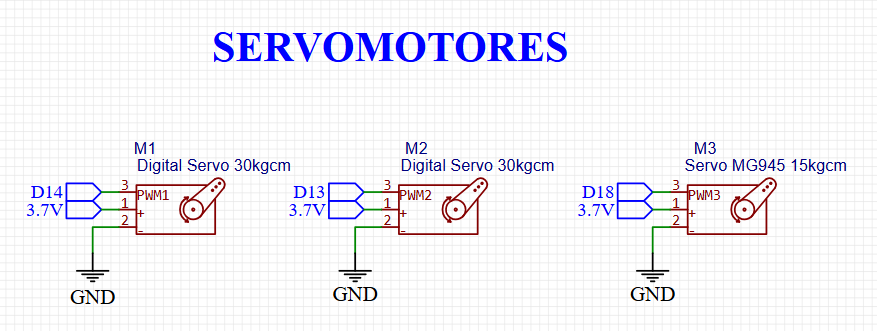 SERVOMOTORES
M1
Digital Servo 30kgcm
D14 3 PWM1
3.7V 1 +
2 -
GND
M2
Digital Servo 30kgcm
D13 3 PWM2
3.7V 1 +
2 -
GND
M3
Servo MG945 15kgcm
D18 3 PWM3
3.7V 1 +
2 -
GND